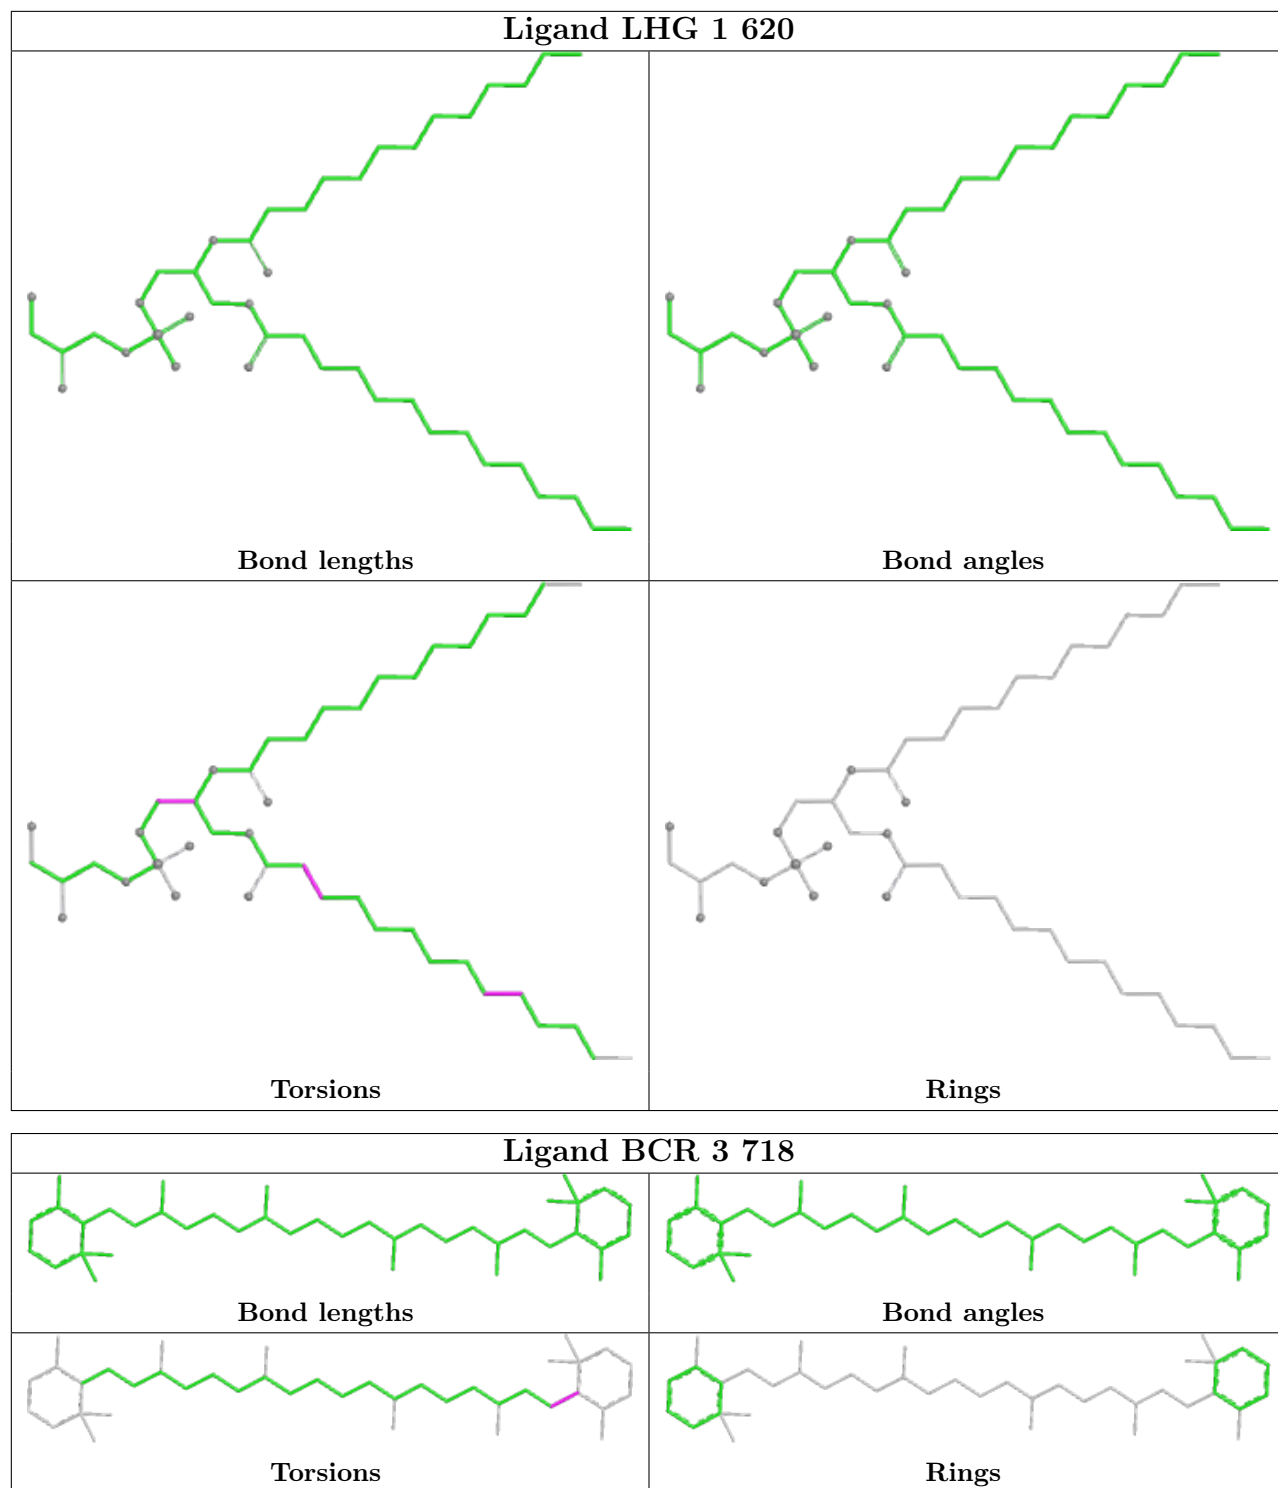 Ligand LHG 1 620
Bond lengths
Bond angles
Torsions
Rings
Ligand BCR 3 718
Bond lengths
Bond angles
Torsions
Rings